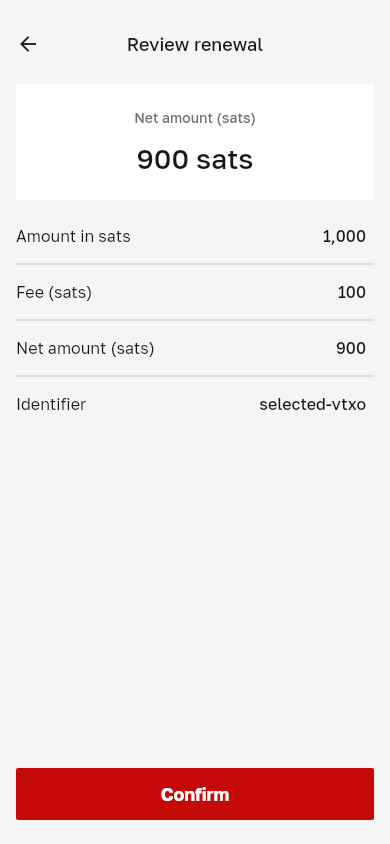 Review renewal
Net amount (sats)
900 sats
Amount in sats 1,000
Fee (sats) 100
Net amount (sats) 900
Identifier selected-vtxo
Confirm